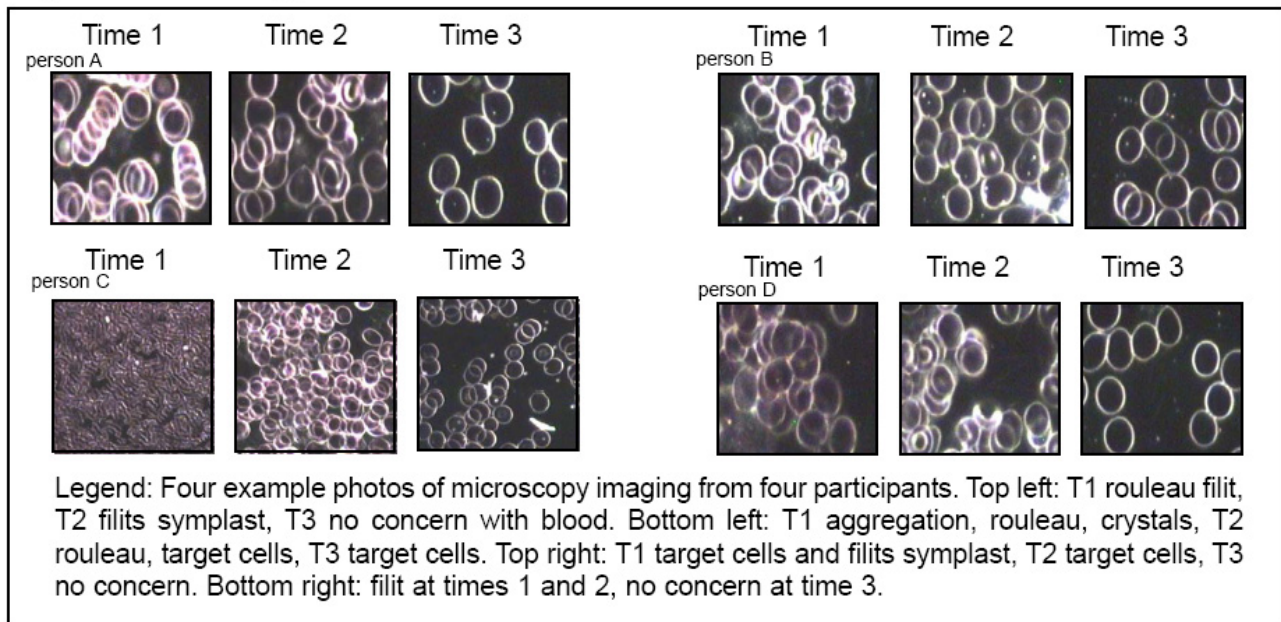 Time 1 Time 2 Time 3
person A
Time 1 Time 2 Time 3
person B
Time 1 Time 2 Time 3
person C
Time 1 Time 2 Time 3
person D
Legend: Four example photos of microscopy imaging from four participants. Top left: T1 rouleau filit,
T2 filits symplast, T3 no concern with blood. Bottom left: T1 aggregation, rouleau, crystals, T2
rouleau, target cells, T3 target cells. Top right: T1 target cells and filits symplast, T2 target cells, T3
no concern. Bottom right: filit at times 1 and 2, no concern at time 3.